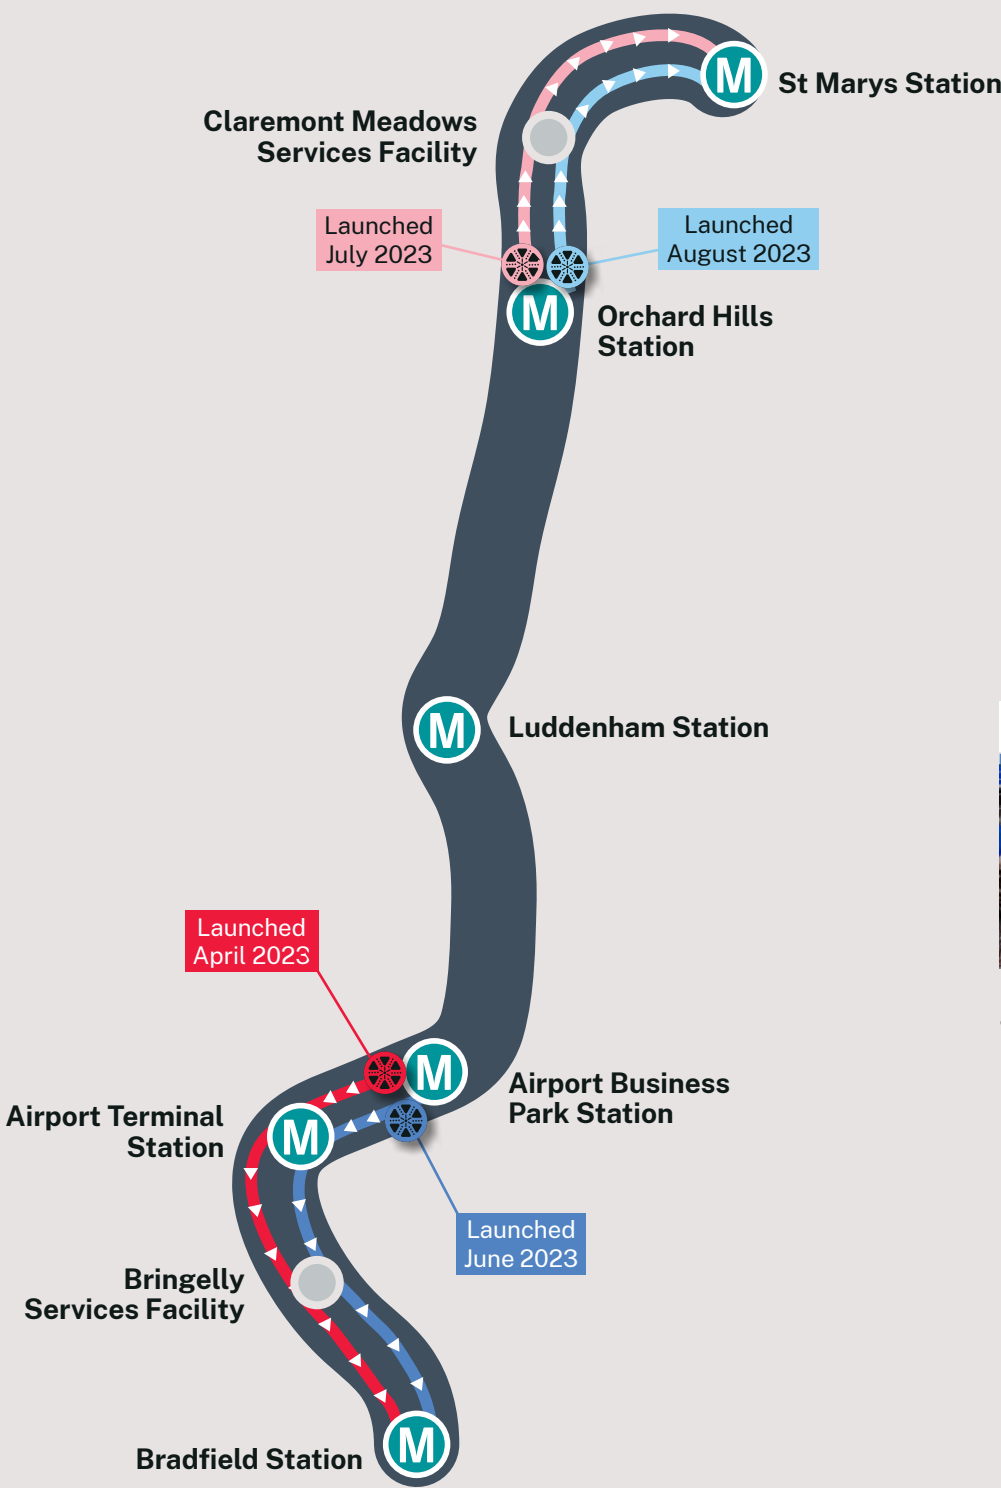 M
St Marys Station
Claremont Meadows
Services Facility
Launched
July 2023
Launched
August 2023
M
Orchard Hills
Station
M
Luddenham Station
Launched
April 2023
M
Airport Business
Park Station
Airport Terminal
Station
M
Launched
June 2023
Bringelly
Services Facility
Bradfield Station
M